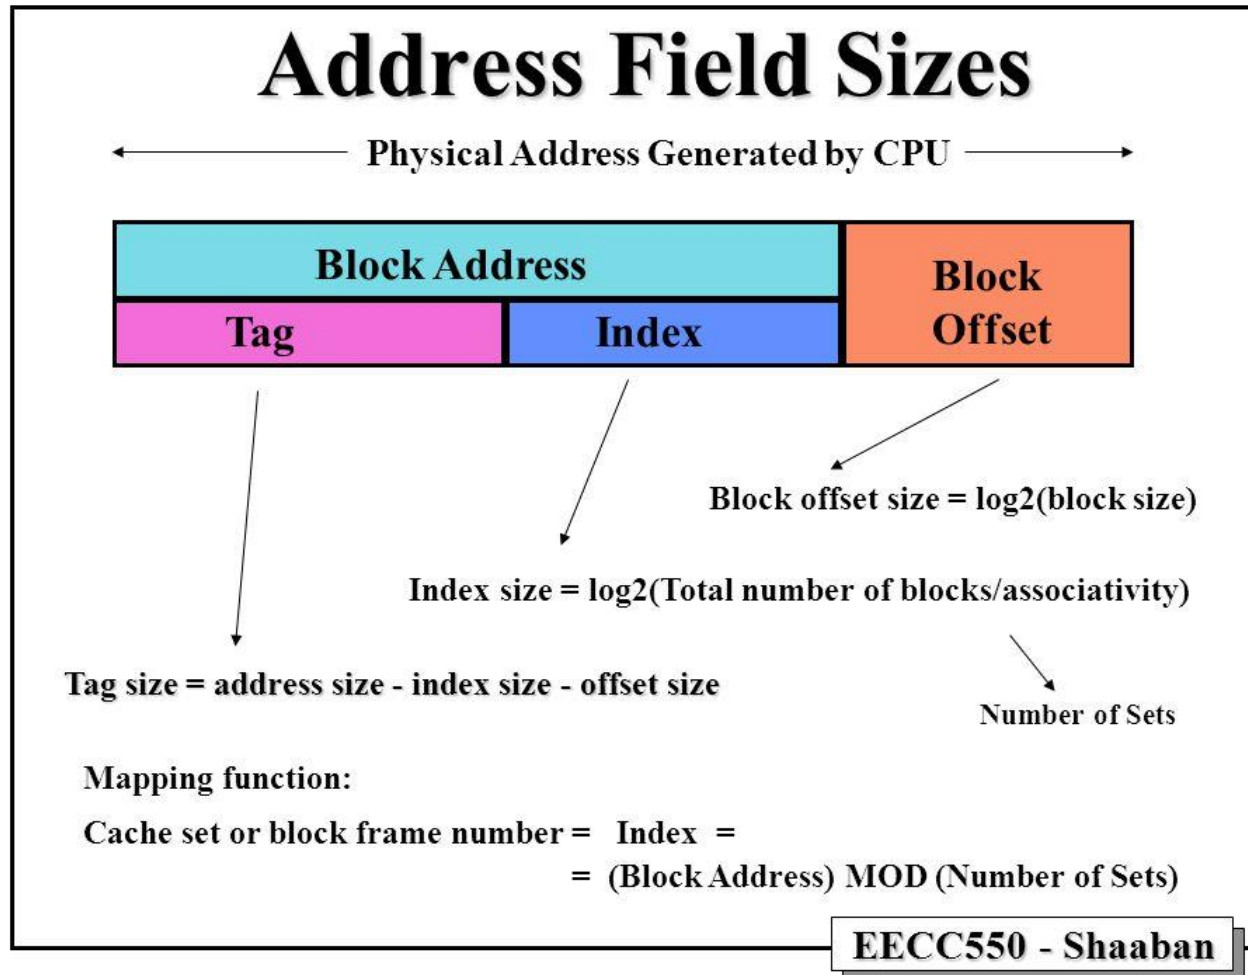 Address Field Sizes
Physical Address Generated by CPU
Block Address
Block
Offset
Tag
Index
Block offset size = log2(block size)
Index size = log2(Total number of blocks/associativity)
Tag size = address size - index size - offset size
Number of Sets
Mapping function:
Cache set or block frame number = Index =
= (Block Address) MOD (Number of Sets)
EECC550 - Shaaban